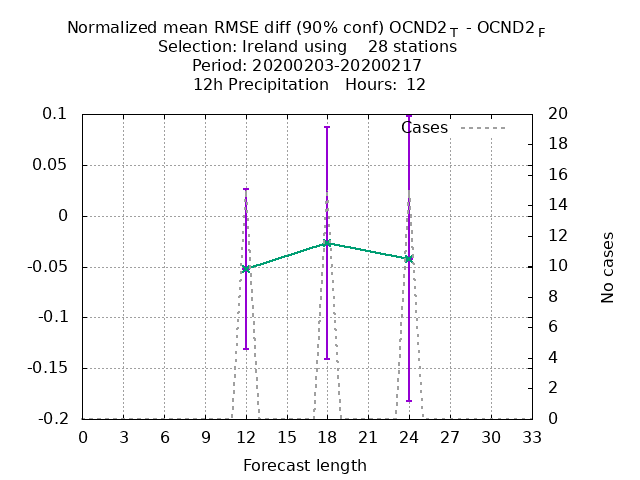 Normalized mean RMSE diff (90% conf) OCND2 T - OCND2 F
Selection: Ireland using 28 stations
Period: 20200203-20200217
12h Precipitation Hours: 12
Cases
0.1
0.05
0
-0.05
-0.1
-0.15
-0.2
20
18
16
14
12
10
8
6
4
2
0
No cases
0 3 6 9 12 15 18 21 24 27 30 33
Forecast length